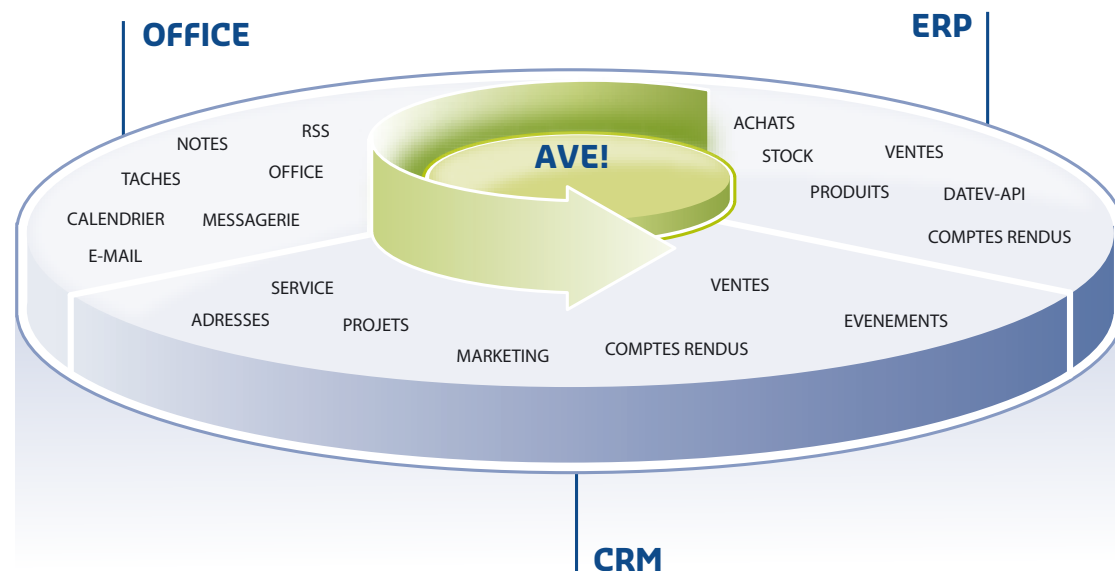 OFFICE
ERP
NOTES
RSS
TACHES
OFFICE
CALENDRIER
MESSAGERIE
E-MAIL
AVE!
ACHATS
STOCK
VENTES
PRODUITS
DATEV-API
COMPTES RENDUS
SERVICE
ADRESSES
PROJETS
MARKETING
COMPTES RENDUS
VENTES
EVENEMENTS
CRM